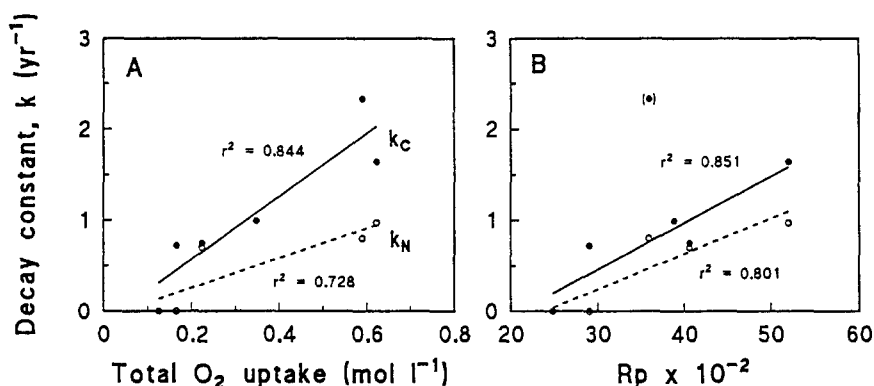 Decay constant, k (yr⁻¹)
3
2
1
0
A
r² = 0.844
k_C
k_N
r² = 0.728
0
0.2
0.4
0.6
0.8
Total O₂ uptake (mol l⁻¹)
3
2
1
0
B
(•)
r² = 0.851
r² = 0.801
20
30
40
50
60
Rp x 10⁻²